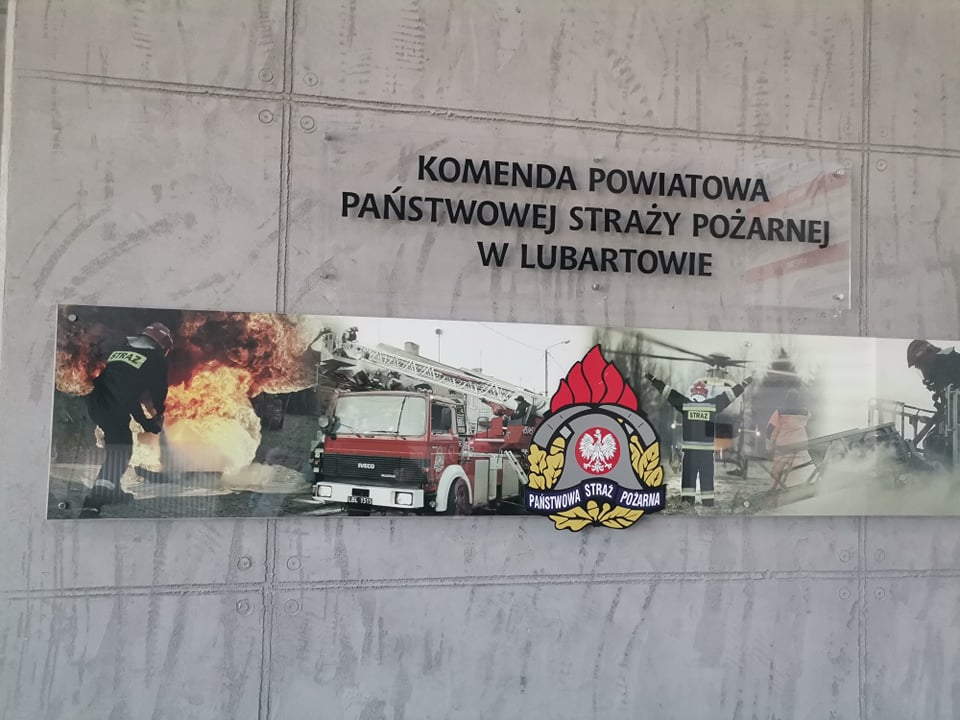 KOMENDA POWIATOWA
PAŃSTWOWEJ STRAŻY POŻARNEJ
W LUBARTOWIE
STRAŻ
IVECO
STRAŻ
PAŃSTWOWA STRAŻ POŻARNA